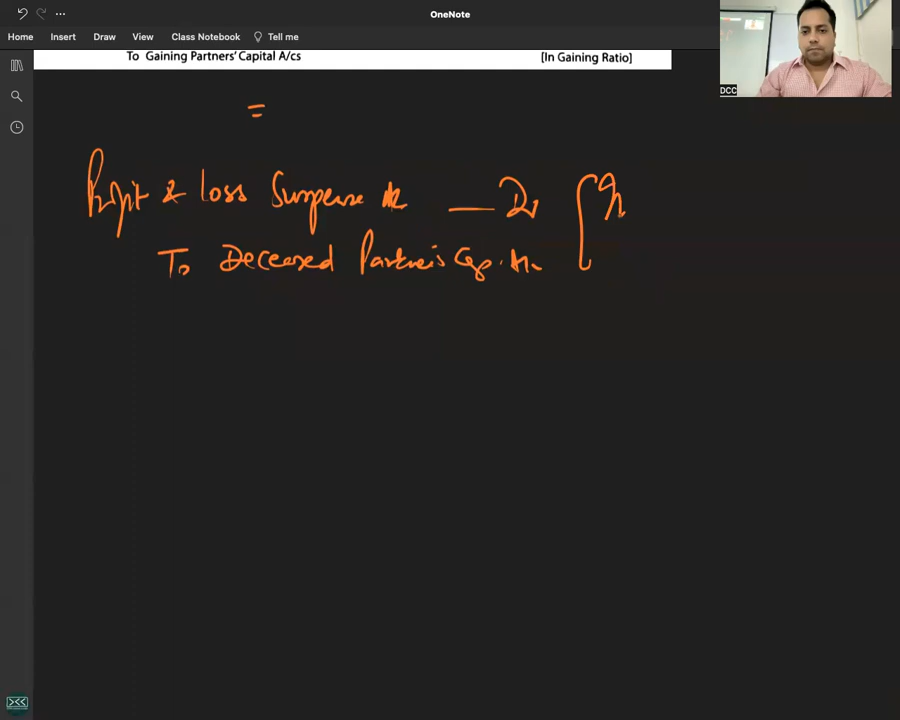 OneNote
Home Insert Draw View Class Notebook Tell me
To Gaining Partners' Capital A/cs [In Gaining Ratio]
DCC
=
Profit & Loss Suspense A/c — Dr
To Deceased Partner's Cap. A/c